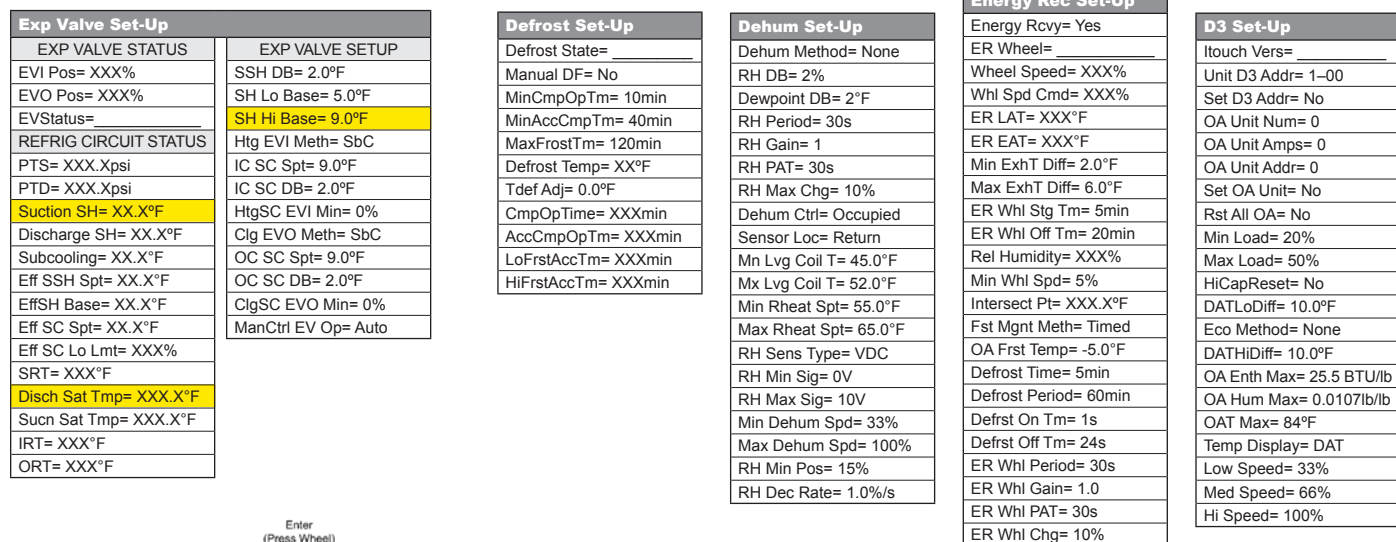 Exp Valve Set-Up
EXP VALVE STATUS
EVI Pos= XXX%
EVO Pos= XXX%
EVStatus=____________
REFRIG CIRCUIT STATUS
PTS= XXX.Xpsi
PTD= XXX.Xpsi
Suction SH= XX.XºF
Discharge SH= XX.XºF
Subcooling= XX.X°F
Eff SSH Spt= XX.X°F
EffSH Base= XX.X°F
Eff SC Spt= XX.X°F
Eff SC Lo Lmt= XXX%
SRT= XXX°F
Disch Sat Tmp= XXX.X°F
Sucn Sat Tmp= XXX.X°F
IRT= XXX°F
ORT= XXX°F
EXP VALVE SETUP
SSH DB= 2.0ºF
SH Lo Base= 5.0ºF
SH Hi Base= 9.0ºF
Htg EVI Meth= SbC
IC SC Spt= 9.0ºF
IC SC DB= 2.0ºF
HtgSC EVI Min= 0%
Clg EVO Meth= SbC
OC SC Spt= 9.0ºF
OC SC DB= 2.0ºF
ClgSC EVO Min= 0%
ManCtrl EV Op= Auto
Enter
(Press Wheel)
Defrost Set-Up
Defrost State= _________
Manual DF= No
MinCmpOpTm= 10min
MinAccCmpTm= 40min
MaxFrostTm= 120min
Defrost Temp= XXºF
Tdef Adj= 0.0ºF
CmpOpTime= XXXmin
AccCmpOpTm= XXXmin
LoFrstAccTm= XXXmin
HiFrstAccTm= XXXmin
Dehum Set-Up
Dehum Method= None
RH DB= 2%
Dewpoint DB= 2°F
RH Period= 30s
RH Gain= 1
RH PAT= 30s
RH Max Chg= 10%
Dehum Ctrl= Occupied
Sensor Loc= Return
Mn Lvg Coil T= 45.0°F
Mx Lvg Coil T= 52.0°F
Min Rheat Spt= 55.0°F
Max Rheat Spt= 65.0°F
RH Sens Type= VDC
RH Min Sig= 0V
RH Max Sig= 10V
Min Dehum Spd= 33%
Max Dehum Spd= 100%
RH Min Pos= 15%
RH Dec Rate= 1.0%/s
Energy Rec Set-Up
Energy Rcvy= Yes
ER Wheel= ___________
Wheel Speed= XXX%
Whl Spd Cmd= XXX%
ER LAT= XXX°F
ER EAT= XXX°F
Min ExhT Diff= 2.0°F
Max ExhT Diff= 6.0°F
ER Whl Stg Tm= 5min
ER Whl Off Tm= 20min
Rel Humidity= XXX%
Min Whl Spd= 5%
Intersect Pt= XXX.XºF
Fst Mgnt Meth= Timed
OA Frst Temp= -5.0°F
Defrost Time= 5min
Defrost Period= 60min
Defrst On Tm= 1s
Defrst Off Tm= 24s
ER Whl Period= 30s
ER Whl Gain= 1.0
ER Whl PAT= 30s
ER Whl Chg= 10%
D3 Set-Up
Itouch Vers= __________
Unit D3 Addr= 1–00
Set D3 Addr= No
OA Unit Num= 0
OA Unit Amps= 0
OA Unit Addr= 0
Set OA Unit= No
Rst All OA= No
Min Load= 20%
Max Load= 50%
HiCapReset= No
DATLoDiff= 10.0ºF
Eco Method= None
DATHiDiff= 10.0ºF
OA Enth Max= 25.5 BTU/lb
OA Hum Max= 0.0107lb/lb
OAT Max= 84ºF
Temp Display= DAT
Low Speed= 33%
Med Speed= 66%
Hi Speed= 100%